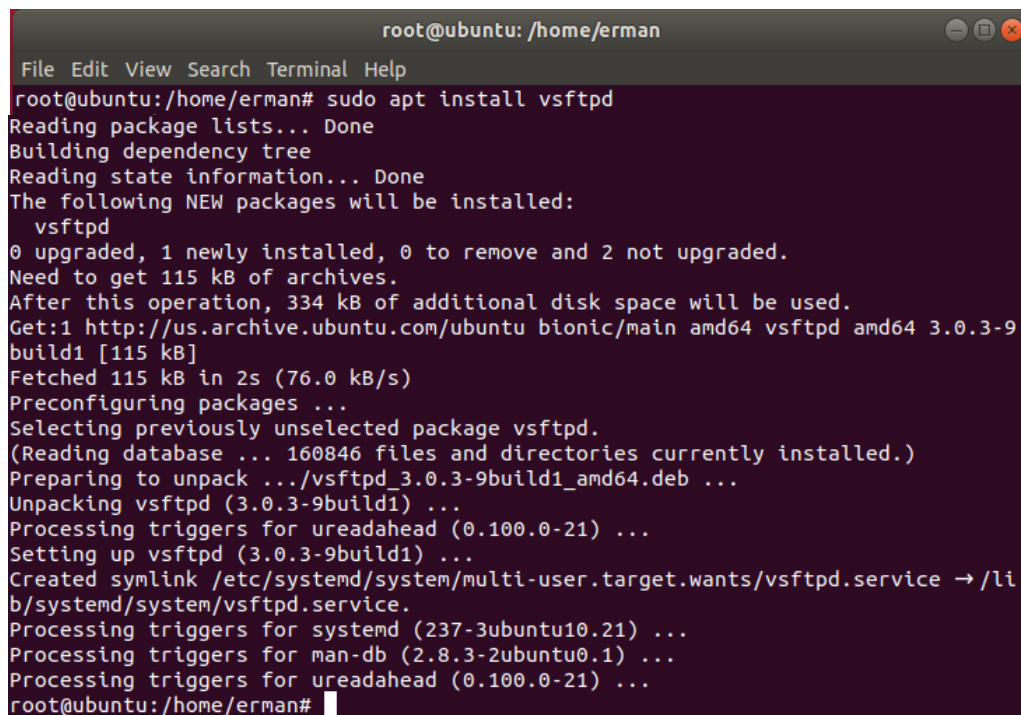 root@ubuntu: /home/erman
File Edit View Search Terminal Help
root@ubuntu:/home/erman# sudo apt install vsftpd
Reading package lists... Done
Building dependency tree
Reading state information... Done
The following NEW packages will be installed:
  vsftpd
0 upgraded, 1 newly installed, 0 to remove and 2 not upgraded.
Need to get 115 kB of archives.
After this operation, 334 kB of additional disk space will be used.
Get:1 http://us.archive.ubuntu.com/ubuntu bionic/main amd64 vsftpd amd64 3.0.3-9
build1 [115 kB]
Fetched 115 kB in 2s (76.0 kB/s)
Preconfiguring packages ...
Selecting previously unselected package vsftpd.
(Reading database ... 160846 files and directories currently installed.)
Preparing to unpack .../vsftpd_3.0.3-9build1_amd64.deb ...
Unpacking vsftpd (3.0.3-9build1) ...
Processing triggers for ureadahead (0.100.0-21) ...
Setting up vsftpd (3.0.3-9build1) ...
Created symlink /etc/systemd/system/multi-user.target.wants/vsftpd.service → /li
b/systemd/system/vsftpd.service.
Processing triggers for systemd (237-3ubuntu10.21) ...
Processing triggers for man-db (2.8.3-2ubuntu0.1) ...
Processing triggers for ureadahead (0.100.0-21) ...
root@ubuntu:/home/erman#